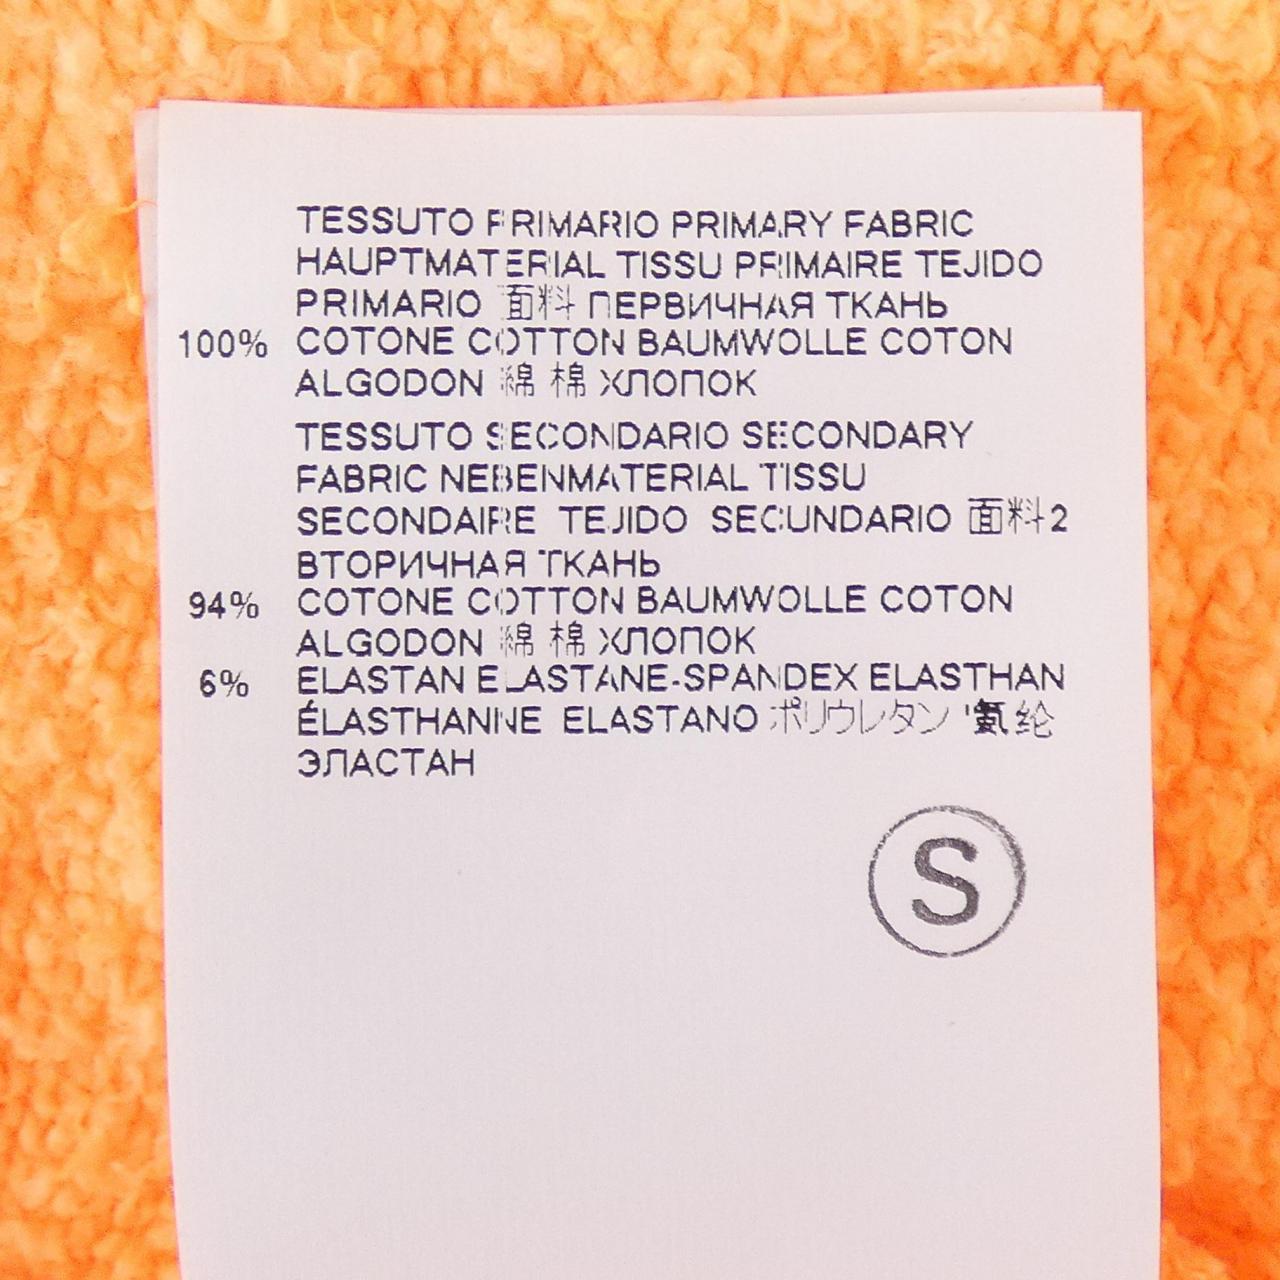 TESSUTO PRIMARIO PRIMARY FABRIC
HAUPTMATERIAL TISSU PRIMAIRE TEJIDO
PRIMARIO 面料 ПЕРВИЧНАЯ ТКАНЬ
100% COTONE COTTON BAUMWOLLE COTON
ALGODON 綿 棉 ХЛОПОК
TESSUTO SECONDARIO SECONDARY
FABRIC NEBENMATERIAL TISSU
SECONDAIRE TEJIDO SECUNDARIO 面料2
ВТОРИЧНАЯ ТКАНЬ
94% COTONE COTTON BAUMWOLLE COTON
ALGODON 綿 棉 ХЛОПОК
6% ELASTAN ELASTANE-SPANDEX ELASTHAN
ÉLASTHANNE ELASTANO ポリウレタン 氨纶
ЭЛАСТАН
S